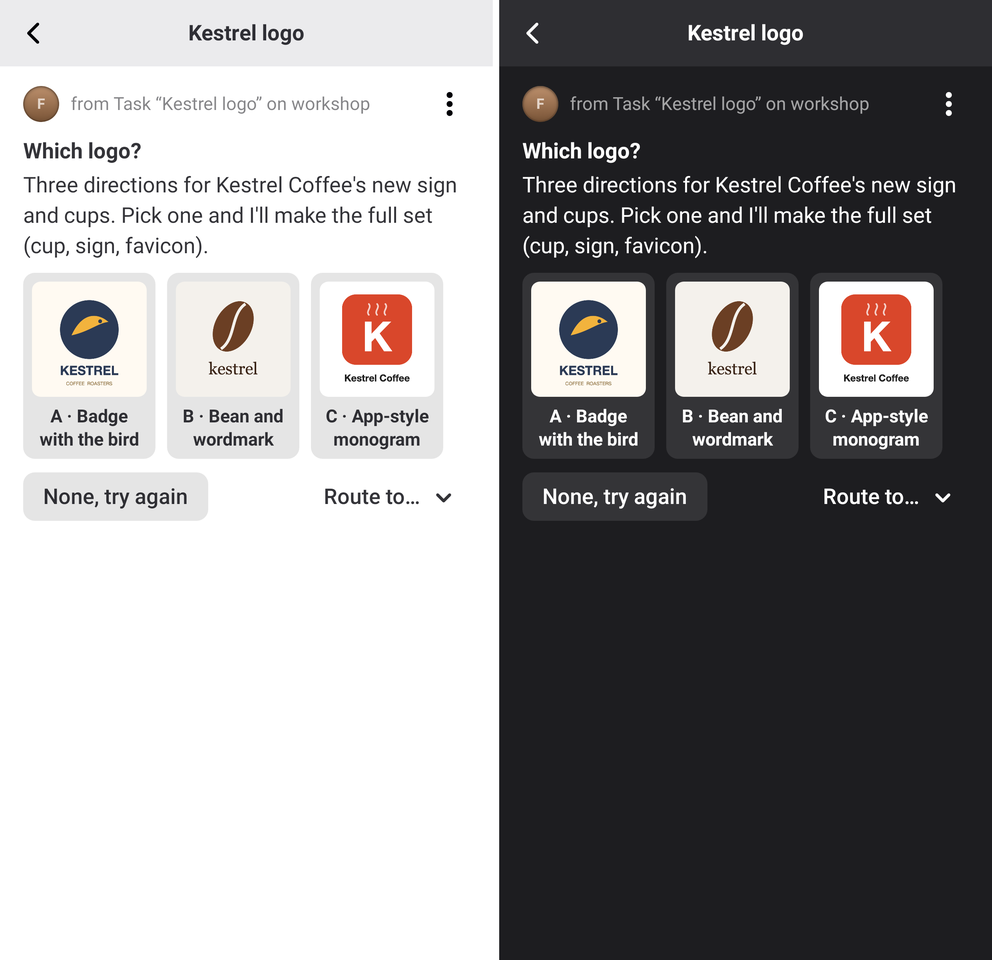 Kestrel logo
F
from Task “Kestrel logo” on workshop
Which logo?
Three directions for Kestrel Coffee's new sign
and cups. Pick one and I'll make the full set
(cup, sign, favicon).
KESTREL
COFFEE ROASTERS
A · Badge
with the bird
kestrel
B · Bean and
wordmark
K
Kestrel Coffee
C · App-style
monogram
None, try again
Route to...
Kestrel logo
F
from Task “Kestrel logo” on workshop
Which logo?
Three directions for Kestrel Coffee's new sign
and cups. Pick one and I'll make the full set
(cup, sign, favicon).
KESTREL
COFFEE ROASTERS
A · Badge
with the bird
kestrel
B · Bean and
wordmark
K
Kestrel Coffee
C · App-style
monogram
None, try again
Route to...